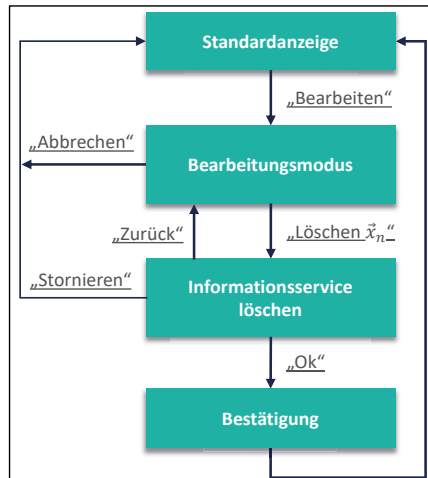 Standardanzeige
„Bearbeiten“
„Abbrechen“
Bearbeitungsmodus
„Zurück“
„Löschen x⃗ₙ“
„Stornieren“
Informationsservice
löschen
„Ok“
Bestätigung